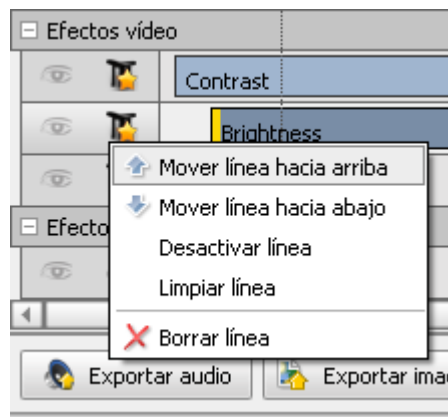 Efectos vídeo
Contrast
Brightness
Mover línea hacia arriba
Mover línea hacia abajo
Desactivar línea
Limpiar línea
Borrar línea
Exportar audio
Exportar